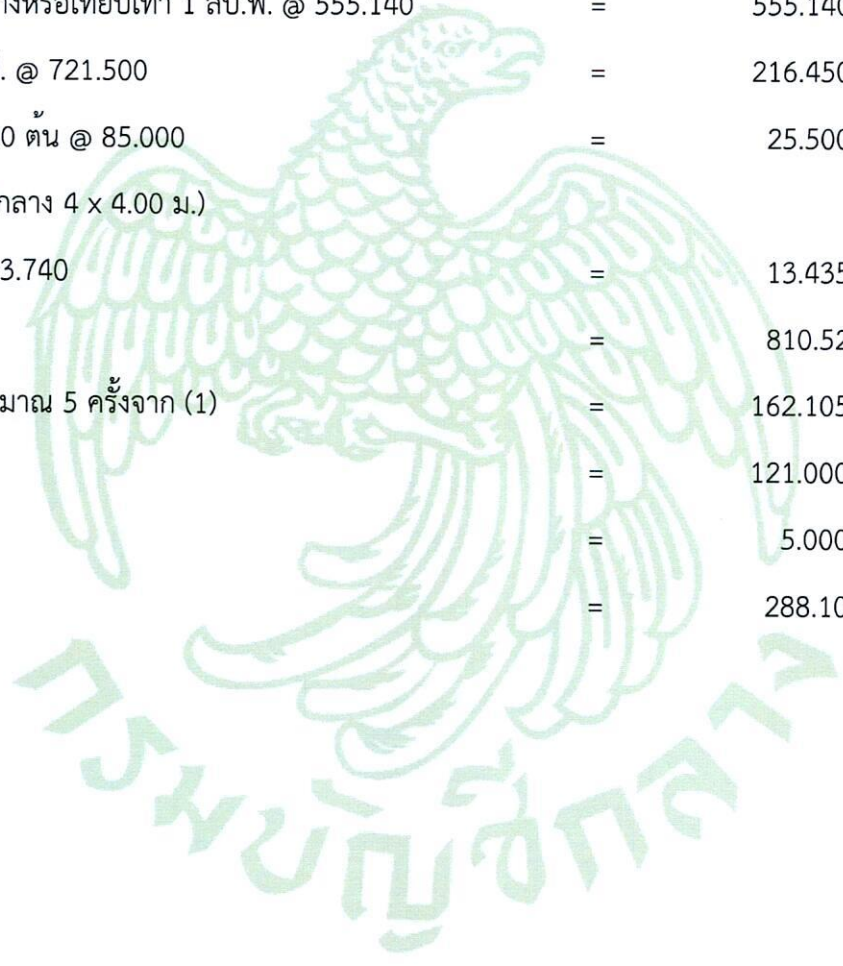 างหรือเทียบเท่า 1 ลบ.ฟ. @ 555.140 = 555.140
. @ 721.500 = 216.450
0 ต้น @ 85.000 = 25.500
กลาง 4 x 4.00 ม.)
3.740 = 13.435
= 810.52
มาณ 5 ครั้งจาก (1) = 162.105
= 121.000
= 5.000
= 288.10
กรมบัญชีกลาง